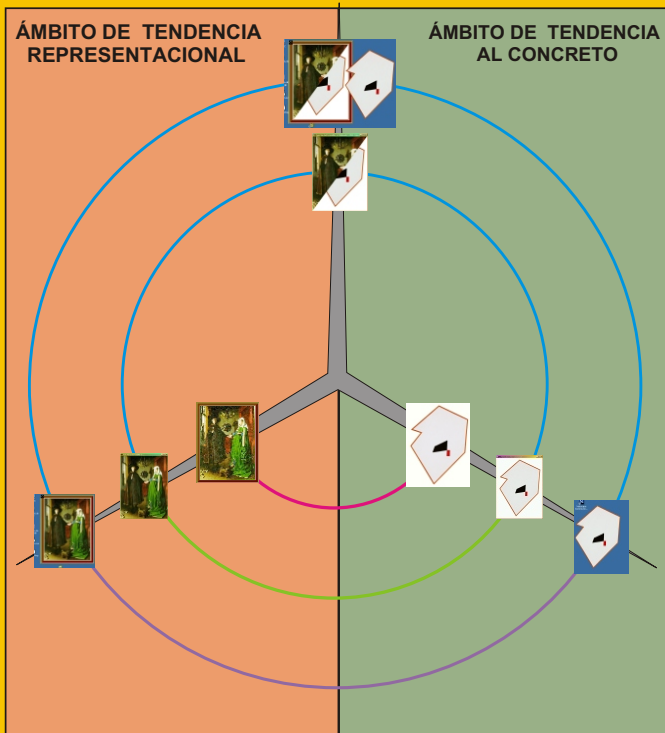 ÁMBITO DE TENDENCIA
REPRESENTACIONAL
ÁMBITO DE TENDENCIA
AL CONCRETO